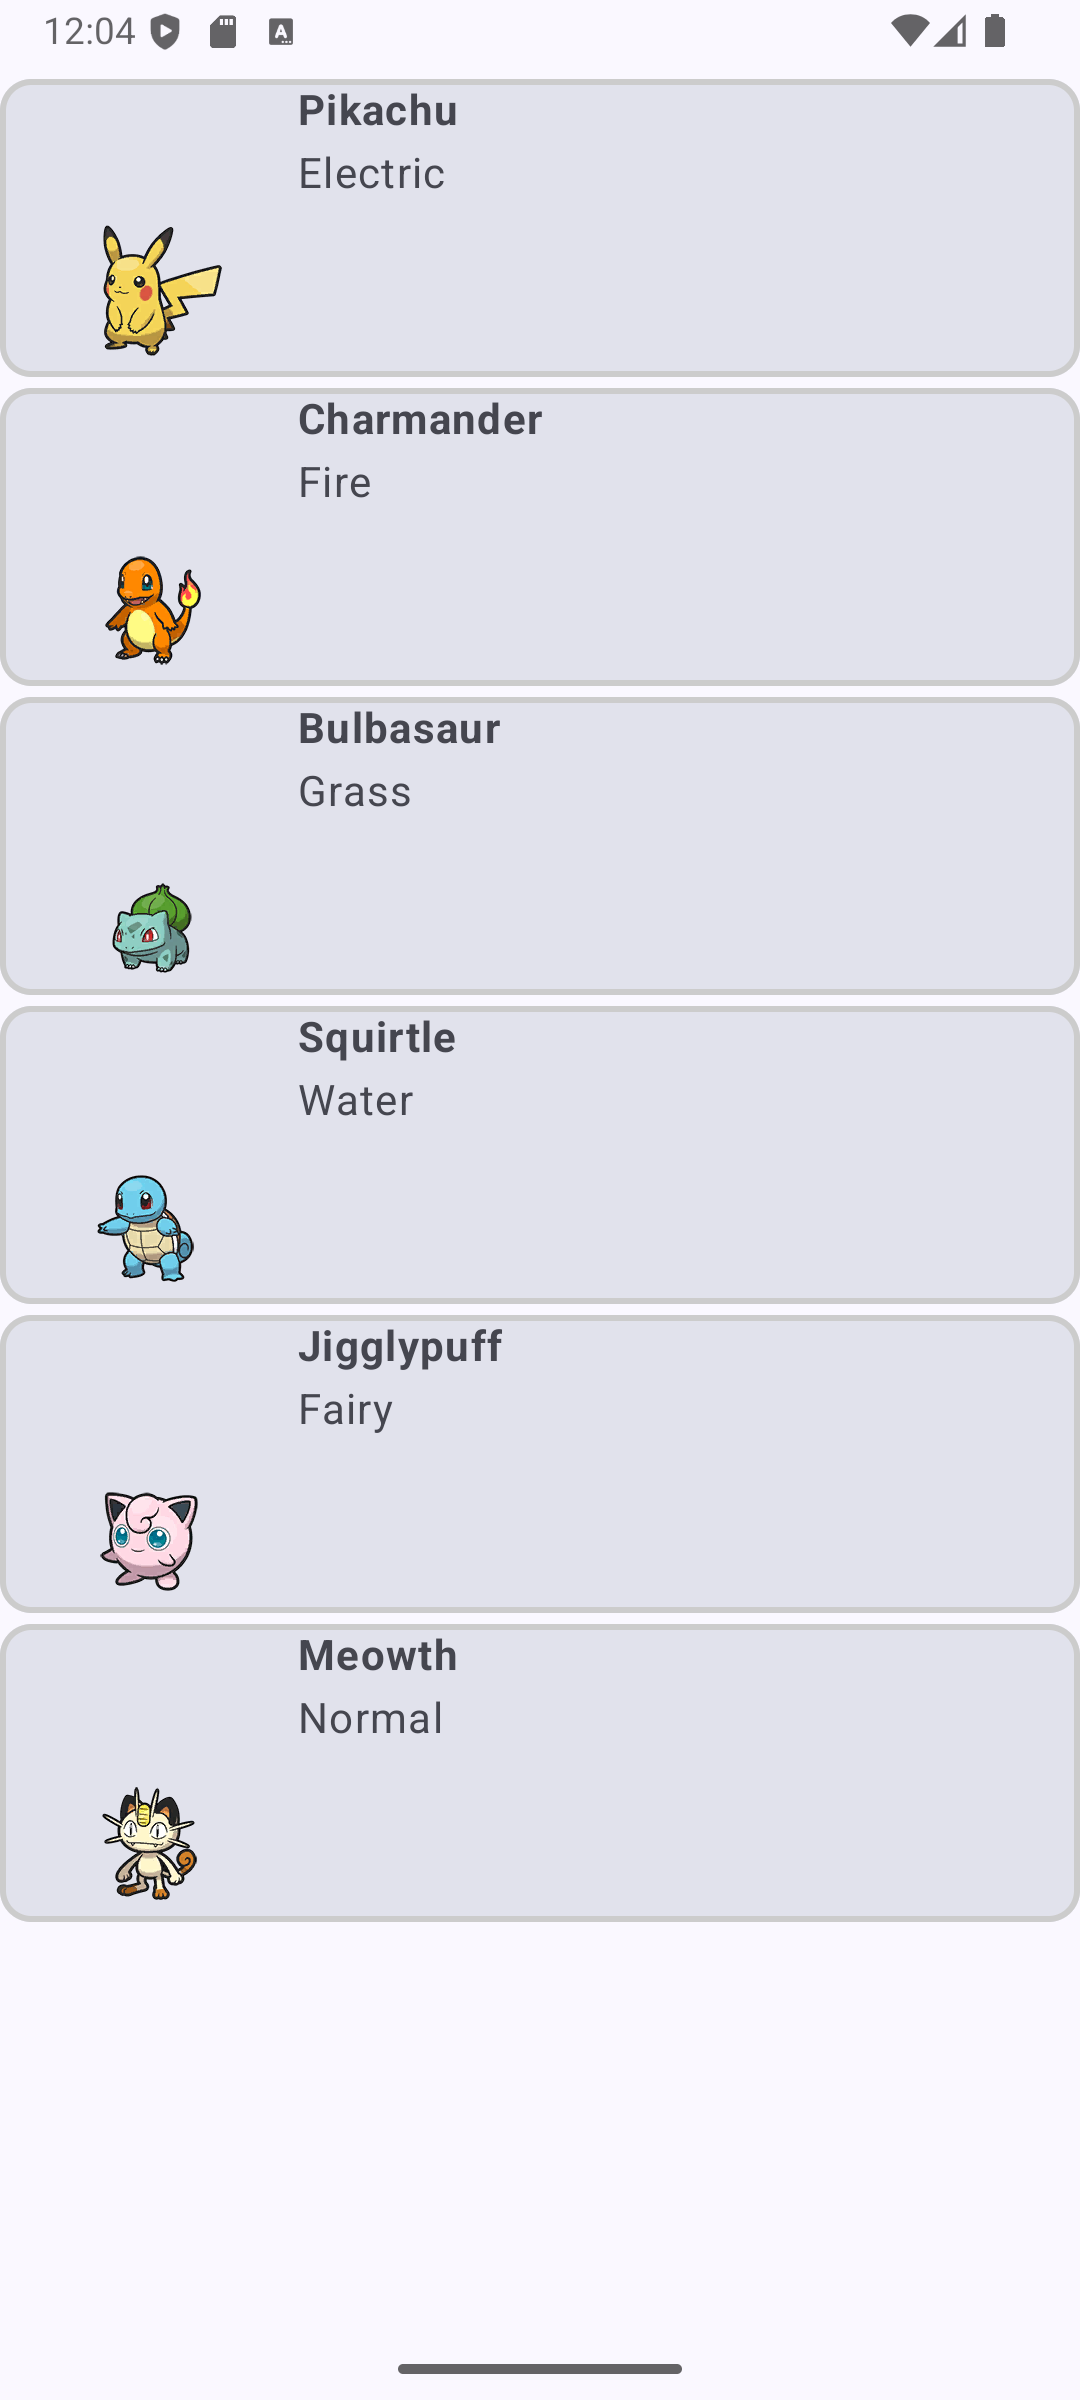 12:04
Pikachu
Electric
Charmander
Fire
Bulbasaur
Grass
Squirtle
Water
Jigglypuff
Fairy
Meowth
Normal